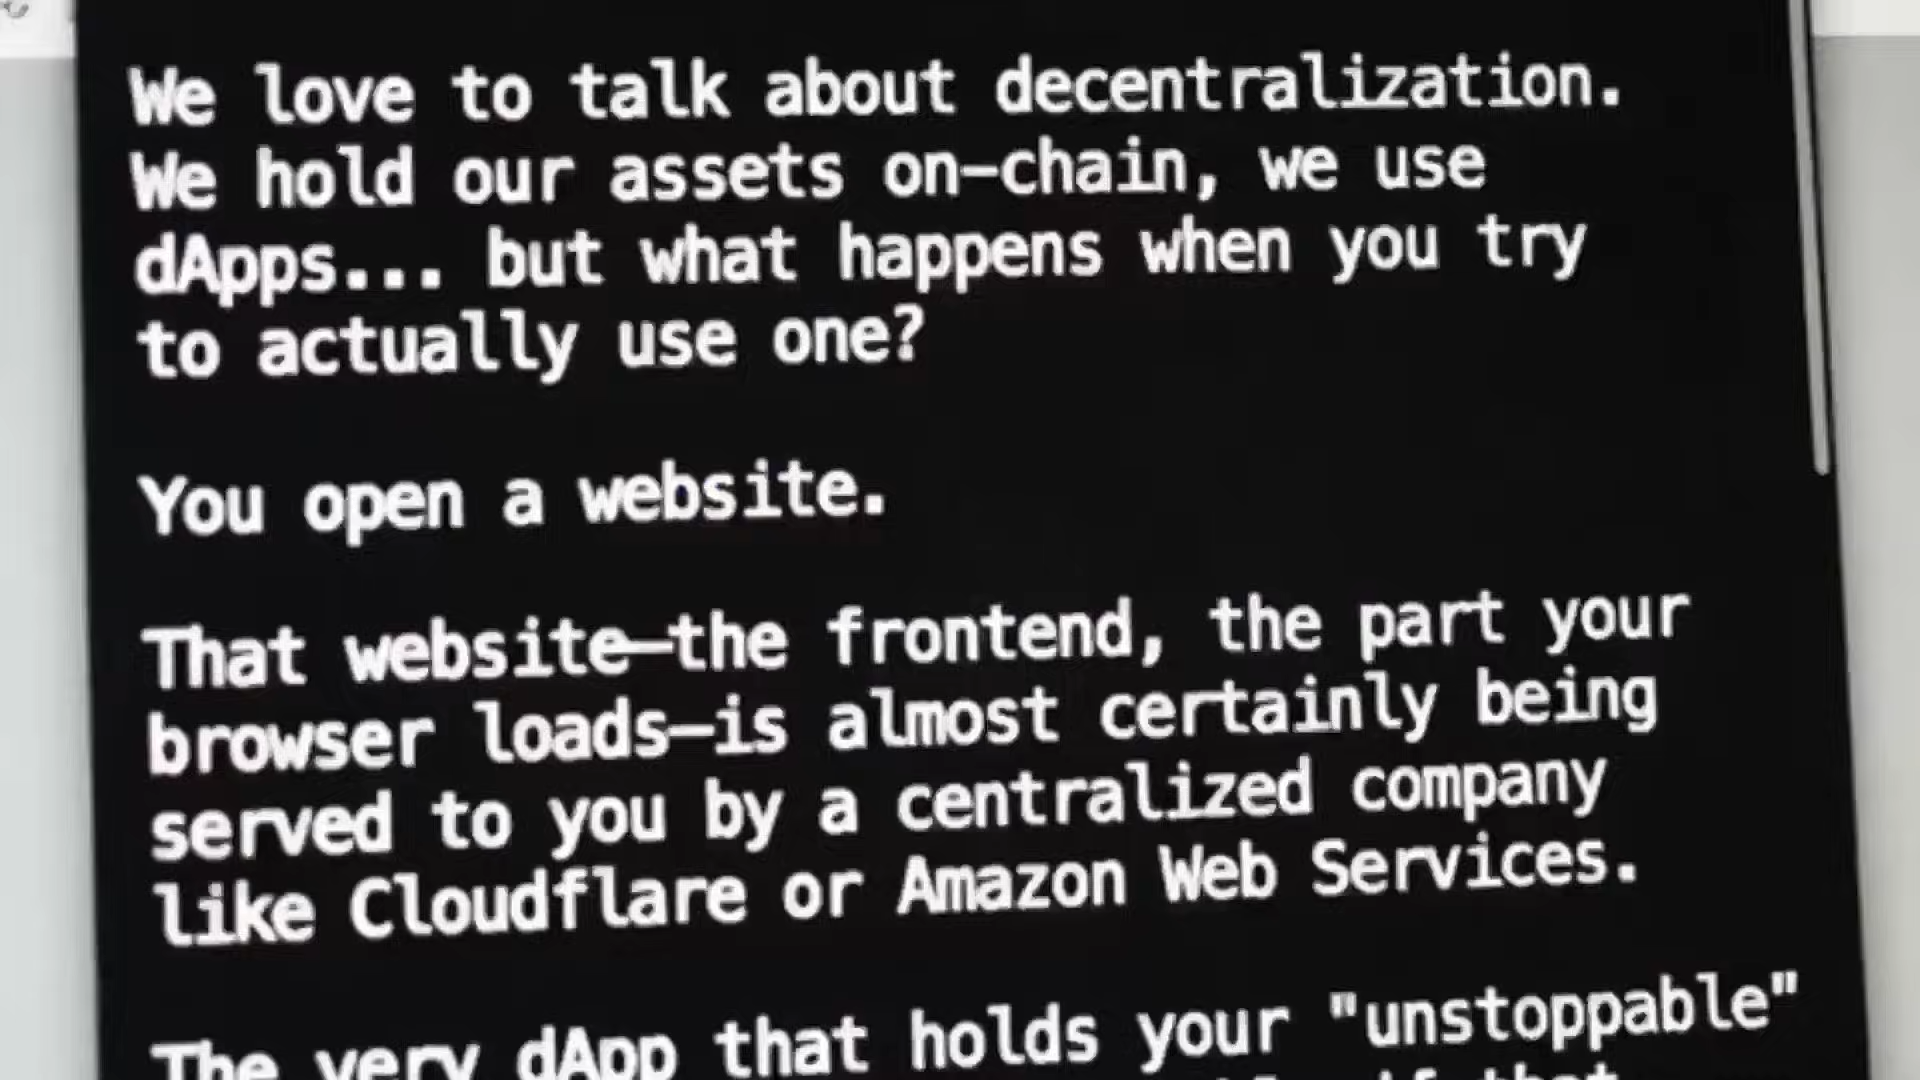 We love to talk about decentralization.
We hold our assets on-chain, we use
dApps... but what happens when you try
to actually use one?
You open a website.
That website—the frontend, the part your
browser loads—is almost certainly being
served to you by a centralized company
like Cloudflare or Amazon Web Services.
The very dApp that holds your "unstoppable"
if that